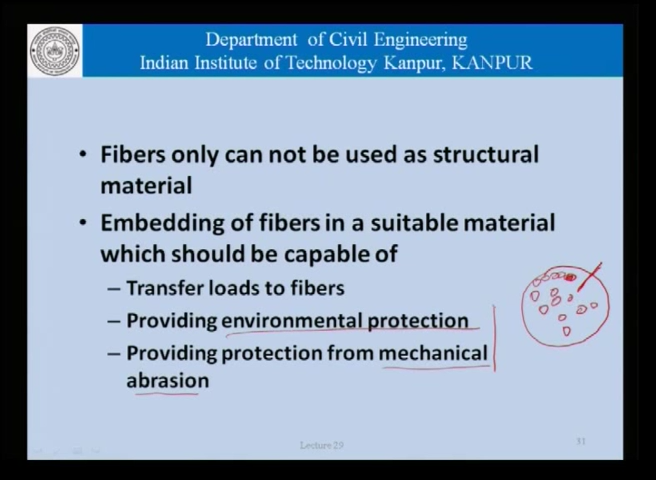 Department of Civil Engineering
Indian Institute of Technology Kanpur, KANPUR
• Fibers only can not be used as structural
material
• Embedding of fibers in a suitable material
which should be capable of
– Transfer loads to fibers
– Providing environmental protection
– Providing protection from mechanical
abrasion
Lecture 29
31